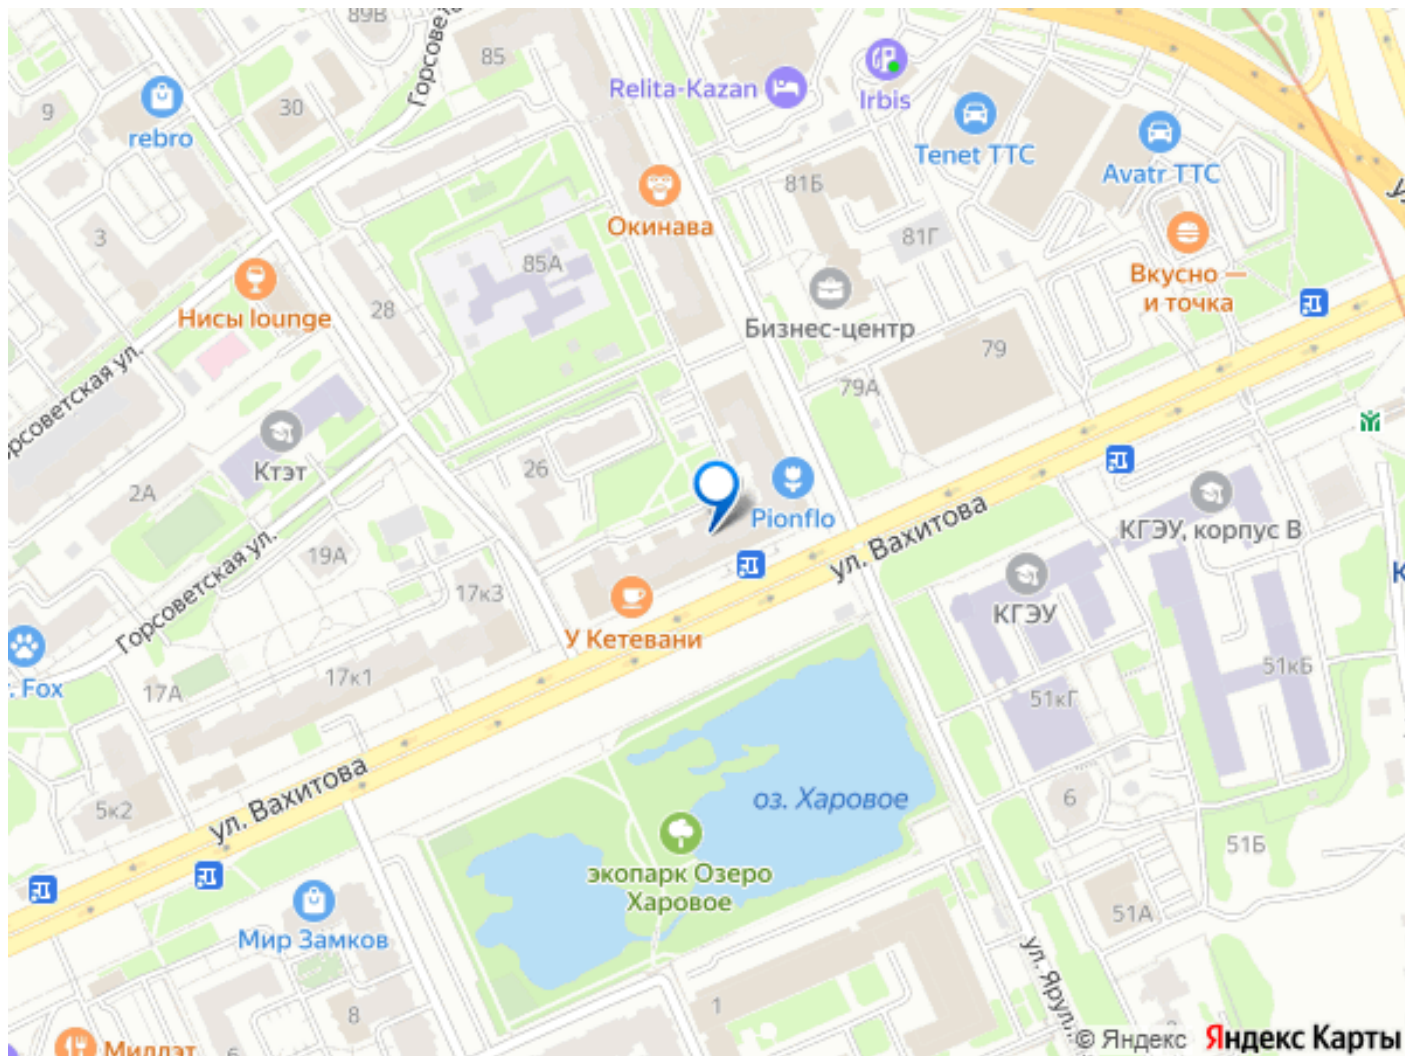 89В
Горсове
85
9
30
rebro
Relita-Kazan
Irbis
Tenet ТТС
Avatr ТТС
81Б
Окинава
3
81Г
85А
Вкусно —
и точка
28
Нисы lounge
Бизнес-центр
79
79А
рсоветская ул.
Ктэт
26
2А
Pionflo
ул. Вахитова
КГЭУ, корпус В
19А
Горсоветская ул.
17к3
КГЭУ
У Кетевани
51кБ
. Fox
17А
17к1
51кГ
оз. Харовое
6
5к2
ул. Вахитова
51Б
экопарк Озеро
Харовое
51А
Мир Замков
ул. Ярул
1
8
Миллэт
© Яндекс Яндекс Карты